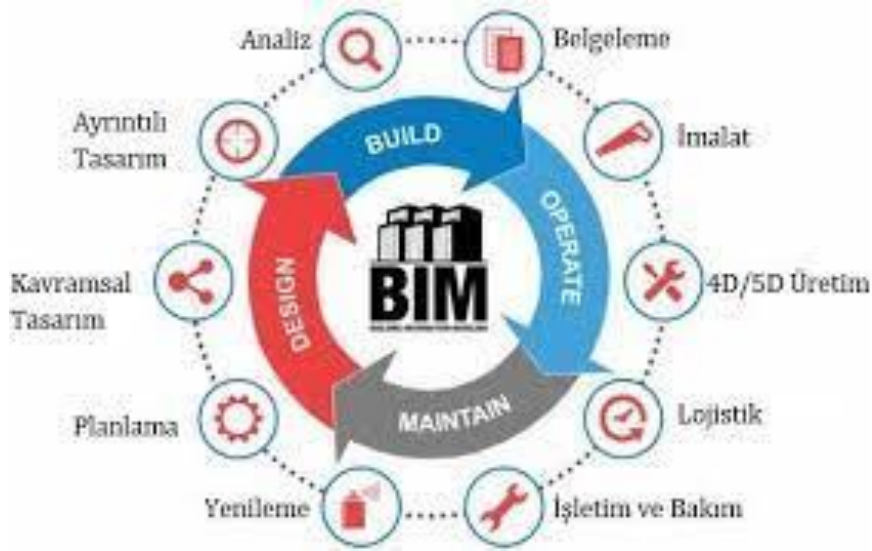 Analiz
Belgeleme
Ayrıntılı
Tasarım
İmalat
BUILD
OPERATE
DESIGN
MAINTAIN
BIM
Kavramsal
Tasarım
4D/5D Üretim
Planlama
Lojistik
Yenileme
İşletim ve Bakım